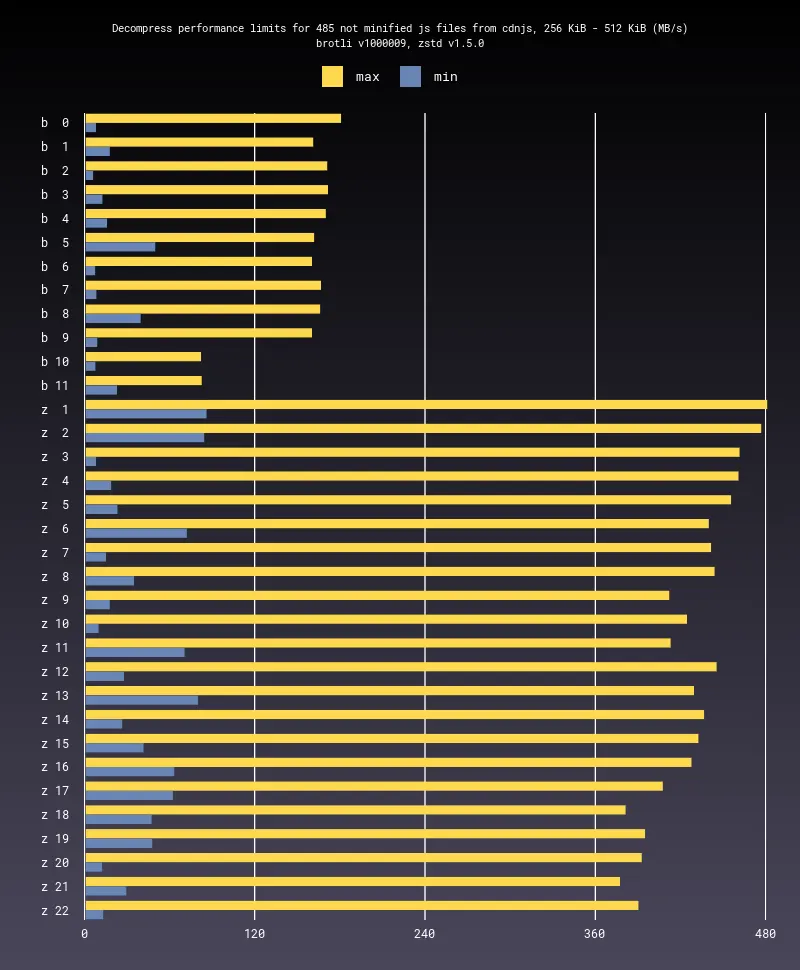 Decompress performance limits for 485 not minified js files from cdnjs, 256 KiB - 512 KiB (MB/s)
brotli v1000009, zstd v1.5.0
max min
b 0
b 1
b 2
b 3
b 4
b 5
b 6
b 7
b 8
b 9
b 10
b 11
z 1
z 2
z 3
z 4
z 5
z 6
z 7
z 8
z 9
z 10
z 11
z 12
z 13
z 14
z 15
z 16
z 17
z 18
z 19
z 20
z 21
z 22
0 120 240 360 480